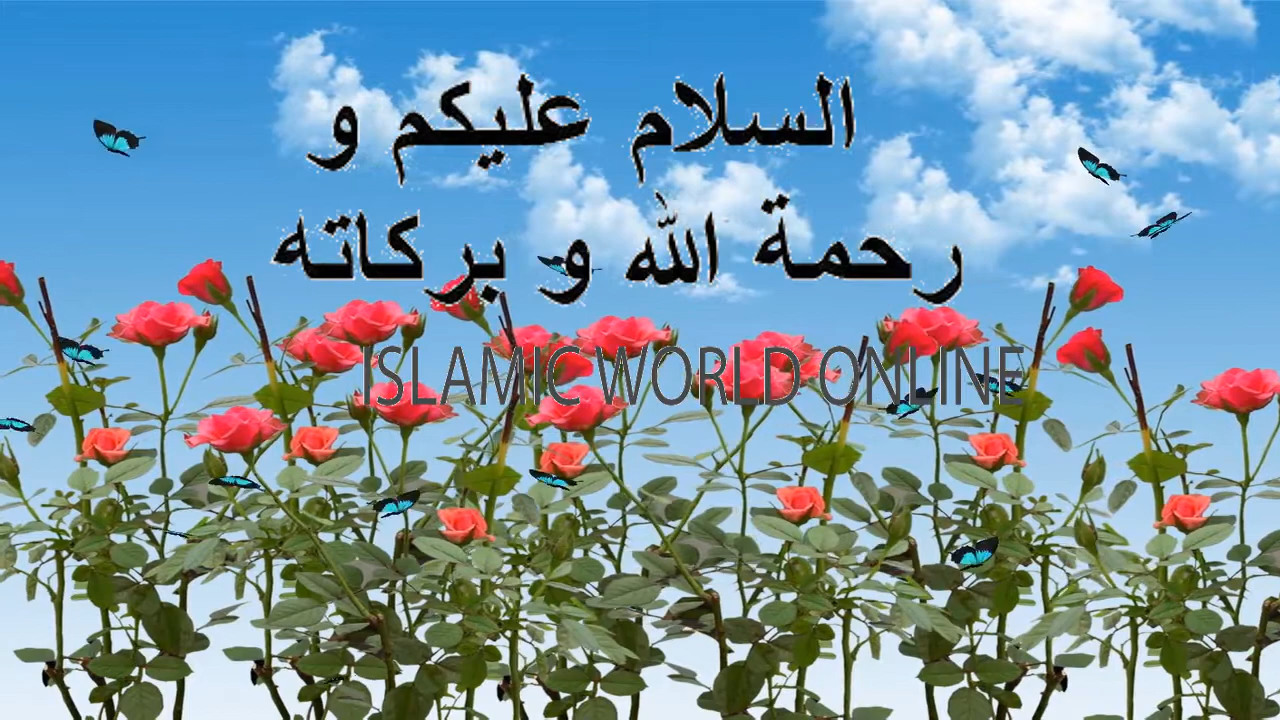 السلام عليكم و
رحمة الله و بركاته
ISLAMIC WORLD ONLINE